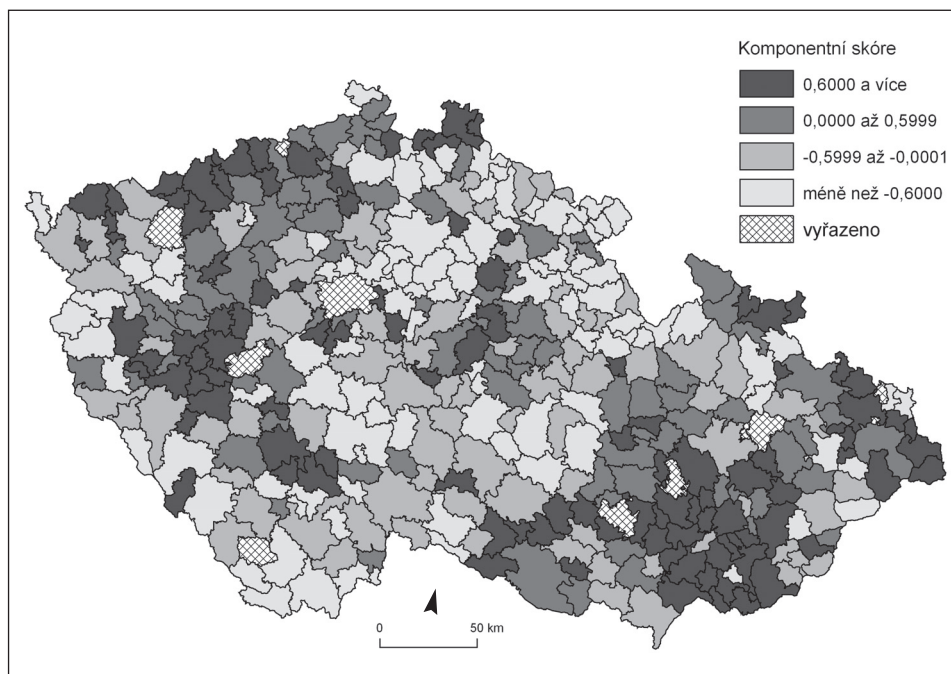 Komponentní skóre
0,6000 a více
0,0000 až 0,5999
-0,5999 až -0,0001
méně než -0,6000
vyřazeno
0 50 km